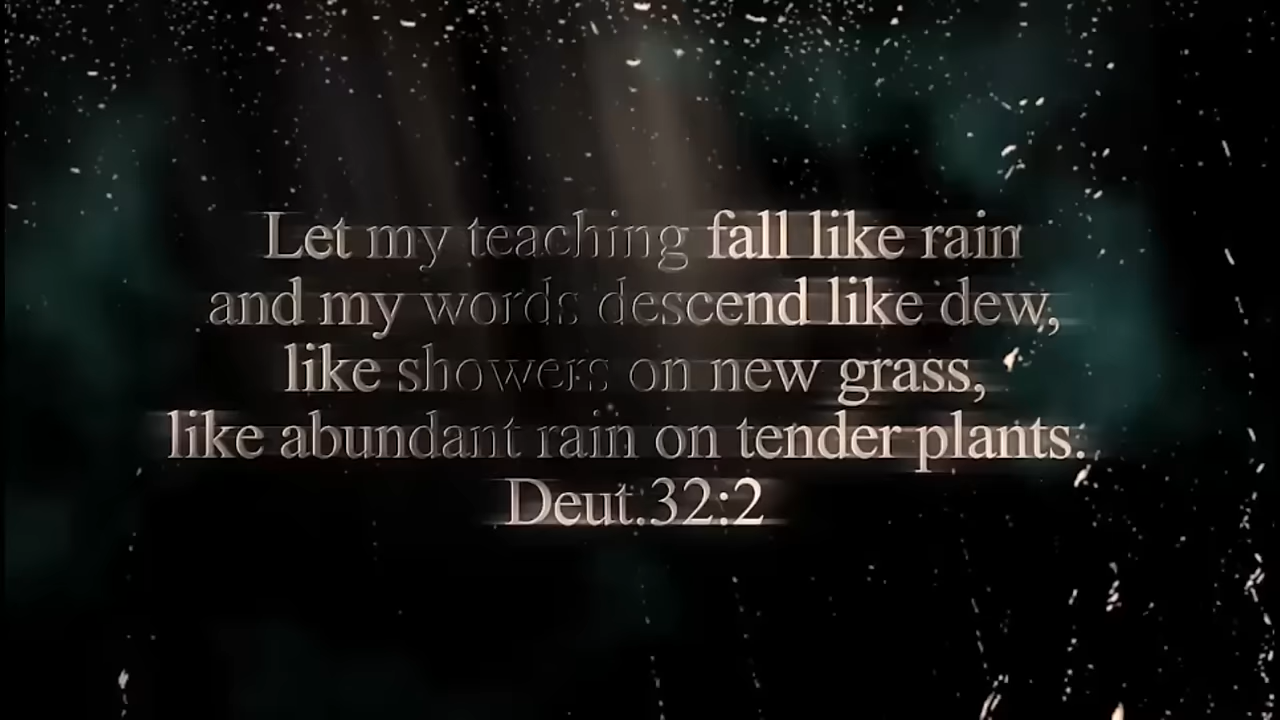 Let my teaching fall like rain
and my words descend like dew,
like showers on new grass,
like abundant rain on tender plants.
Deut.32:2